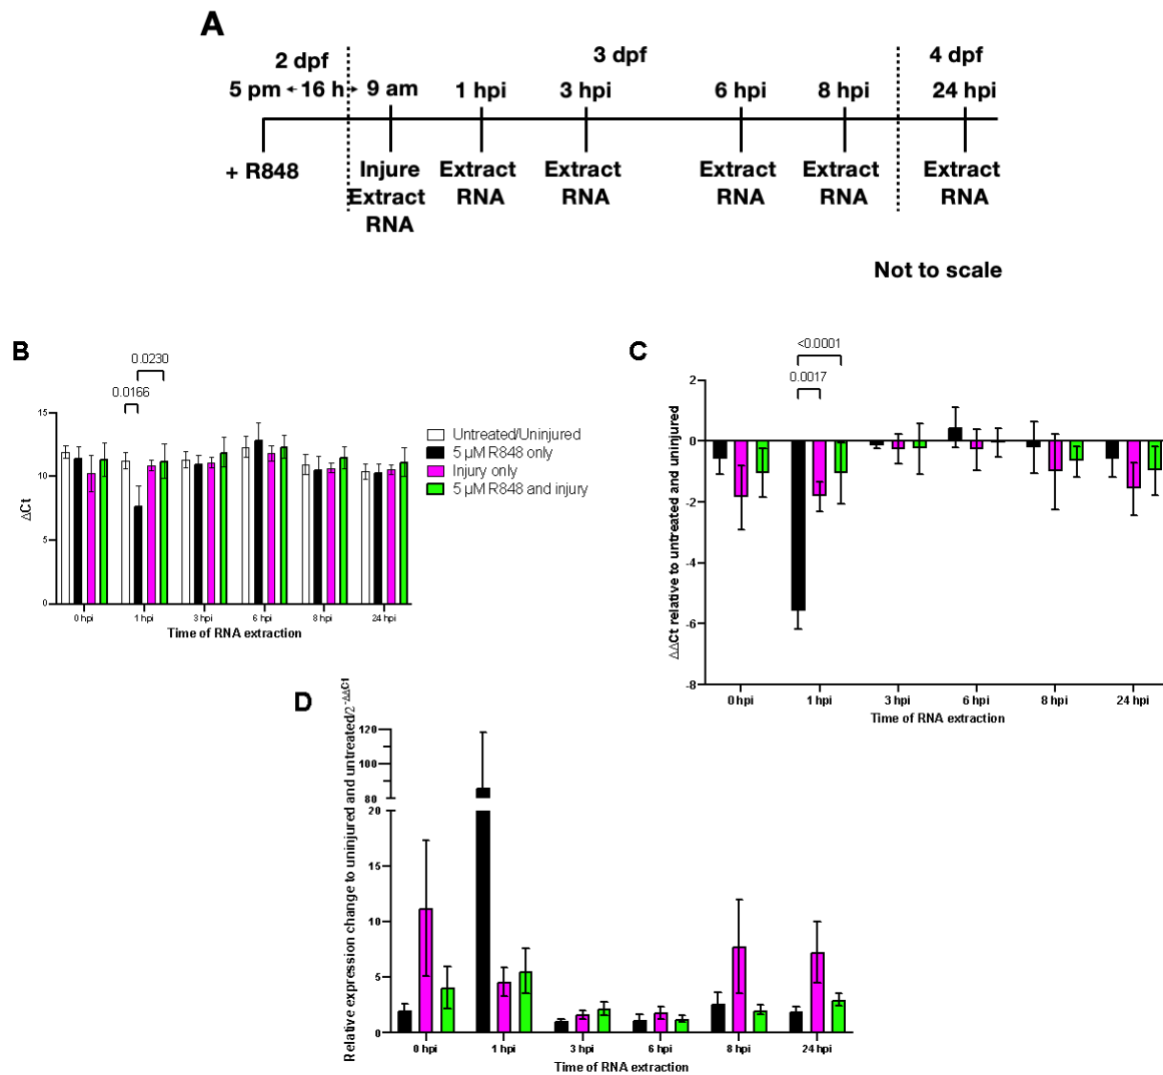 A
2 dpf
3 dpf
4 dpf
5 pm 16 h 9 am 1 hpi 3 hpi 6 hpi 8 hpi 24 hpi
+ R848
Injure
Extract
RNA
Extract
RNA
Extract
RNA
Extract
RNA
Extract
RNA
Extract
RNA
Not to scale
B
0.0230
0.0166
15
10
5
0
ΔCt
0 hpi 1 hpi 3 hpi 6 hpi 8 hpi 24 hpi
Time of RNA extraction
Untreated/Uninjured
5 µM R848 only
Injury only
5 µM R848 and injury
C
<0.0001
0.0017
2
0
-2
-4
-6
-8
ΔΔCt relative to untreated and uninjured
0 hpi 1 hpi 3 hpi 6 hpi 8 hpi 24 hpi
Time of RNA extraction
D
120
100
80
20
15
10
5
0
Relative expression change to uninjured and untreated/2-ΔΔCt
0 hpi 1 hpi 3 hpi 6 hpi 8 hpi 24 hpi
Time of RNA extraction